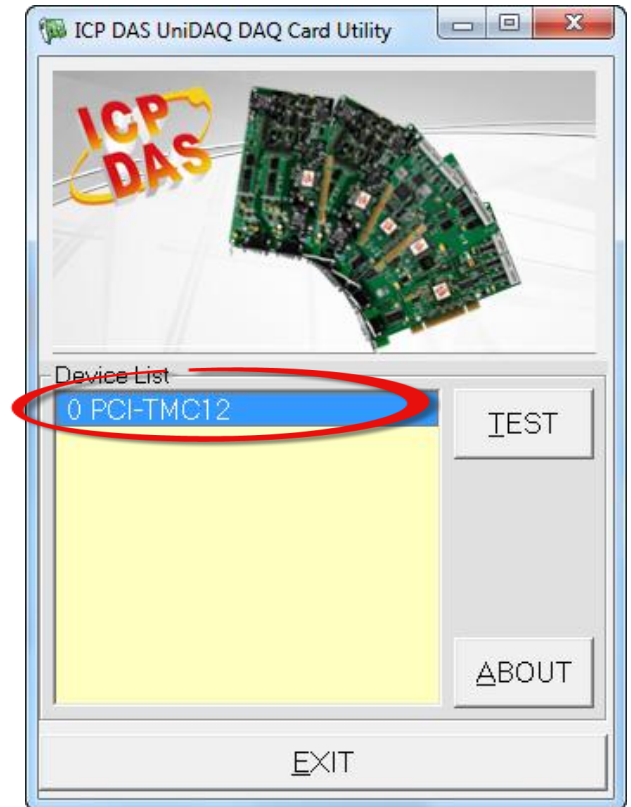 ICP DAS UniDAQ DAQ Card Utility
ICP
DAS
Device List
0 PCI-TMC12
TEST
ABOUT
EXIT